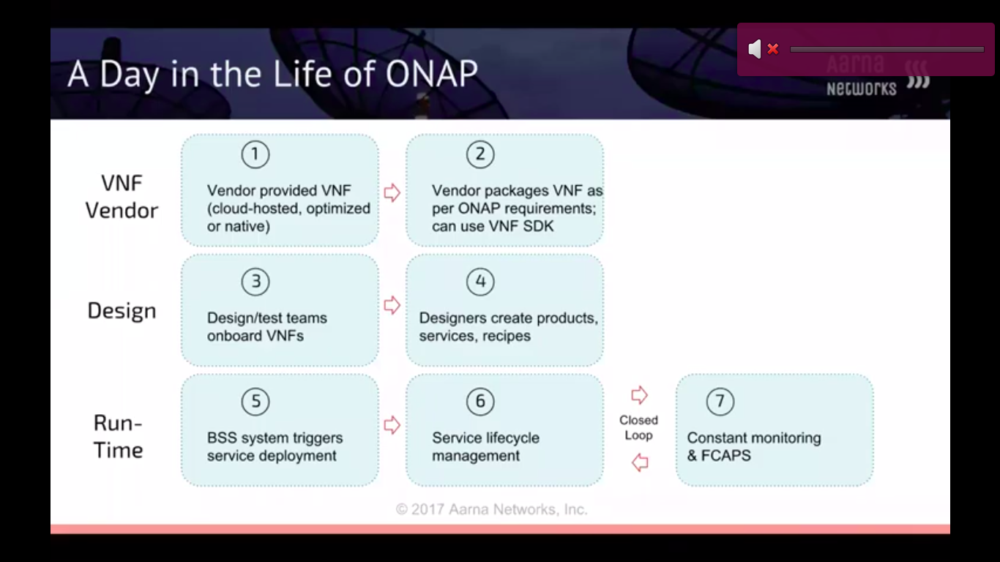 A Day in the Life of ONAP
Aarna
Networks
VNF
Vendor
1
Vendor provided VNF
(cloud-hosted, optimized
or native)
2
Vendor packages VNF as
per ONAP requirements;
can use VNF SDK
Design
3
Design/test teams
onboard VNFs
4
Designers create products,
services, recipes
Run-
Time
5
BSS system triggers
service deployment
6
Service lifecycle
management
Closed
Loop
7
Constant monitoring
& FCAPS
© 2017 Aarna Networks, Inc.